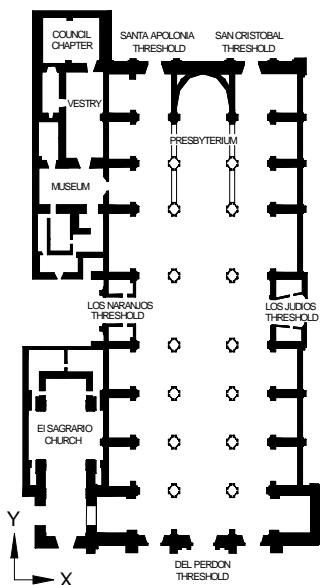 COUNCIL
CHAPTER
SANTA APOLONIA
THRESHOLD
SAN CRISTOBAL
THRESHOLD
VESTRY
PRESBYTERIUM
MUSEUM
LOS NARANJOS
THRESHOLD
LOS JUDIOS
THRESHOLD
El SAGRARIO
CHURCH
Y
X
DEL PERDON
THRESHOLD